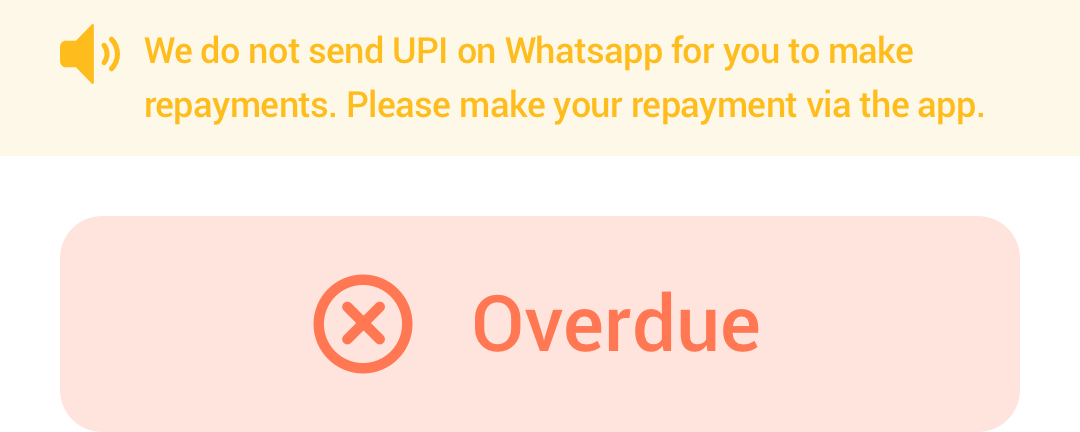 We do not send UPI on Whatsapp for you to make
repayments. Please make your repayment via the app.
Overdue